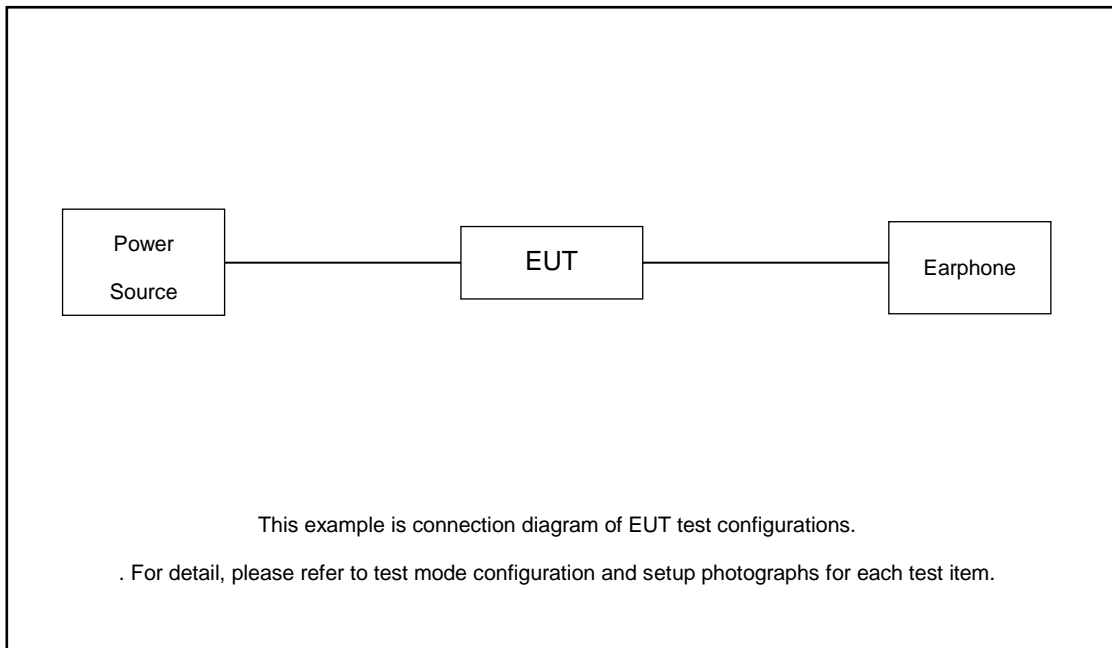 Power
Source
EUT
Earphone
This example is connection diagram of EUT test configurations.
. For detail, please refer to test mode configuration and setup photographs for each test item.